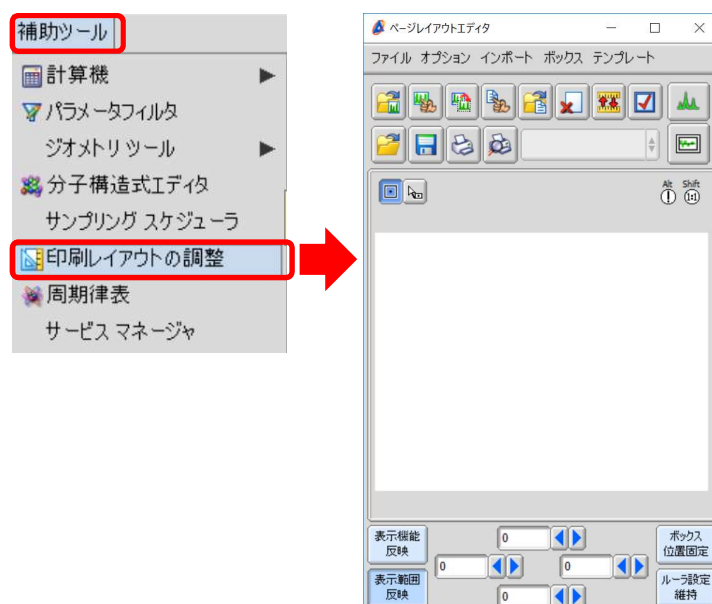 補助ツール
計算機
パラメータフィルタ
ジオメトリ ツール
分子構造式エディタ
サンプリング スケジューラ
印刷レイアウトの調整
周期律表
サービス マネージャ
ページレイアウトエディタ
ファイル オプション インポート ボックス テンプレート
Alt Shift
1:1
表示機能
反映
0
ボックス
位置固定
0
0
表示範囲
反映
0
ルーラ設定
維持